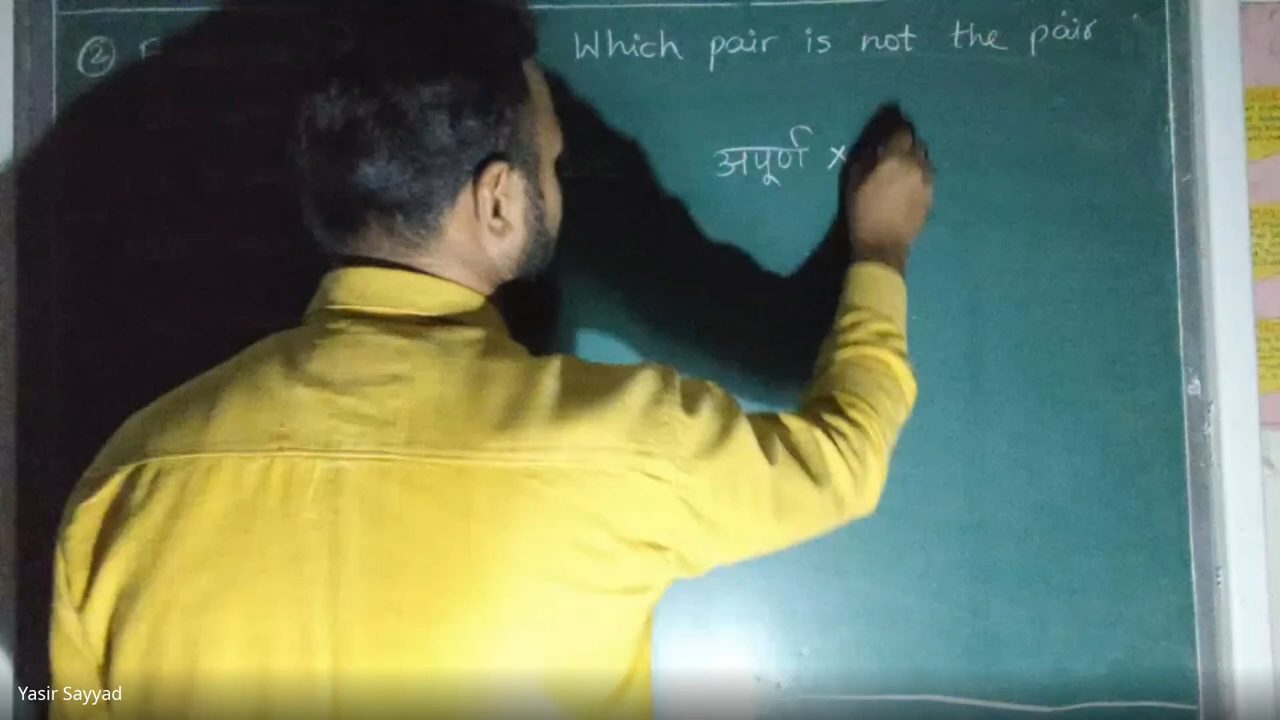 ② Which pair is not the pair
अपूर्ण ×
Yasir Sayyad